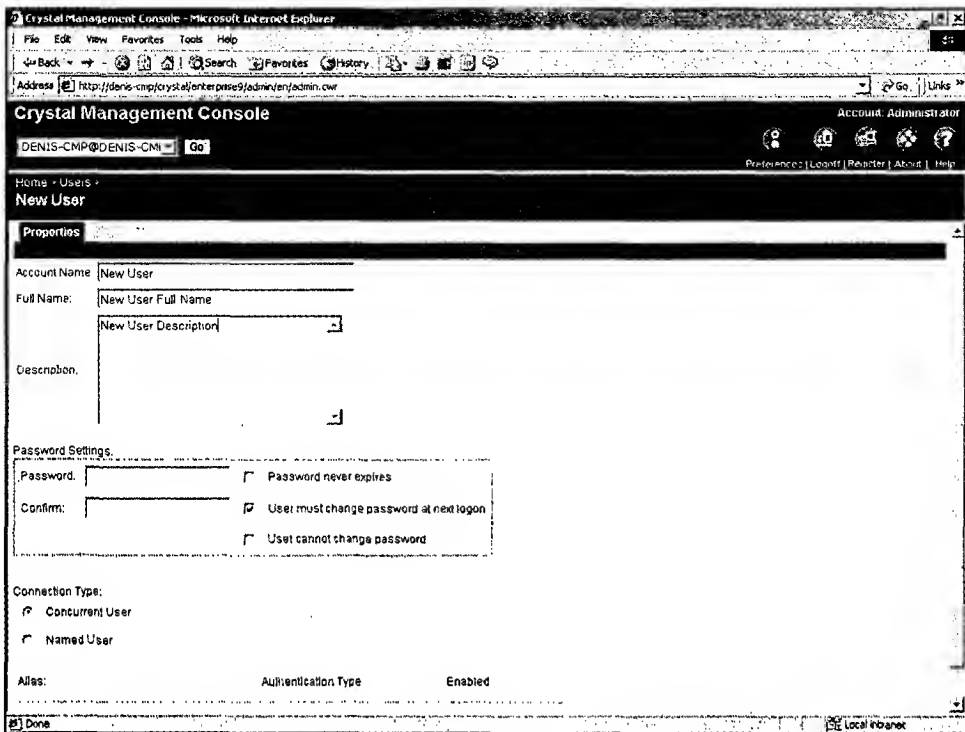 Crystal Management Console - Microsoft Internet Explorer
File Edit View Favorites Tools Help
Back Search Favorites History
Address http://denis-cmp/crystal/enterprise9/admin/en/admin.cwr Go Links »
Crystal Management Console Account: Administrator
DENIS-CMP@DENIS-CM Go
Preferences | Logoff | Register | About | Help
Home > Users >
New User
Properties
Account Name New User
Full Name: New User Full Name
New User Description
Description:
Password Settings:
Password: Password never expires
Confirm: User must change password at next logon
User cannot change password
Connection Type:
Concurrent User
Named User
Alias: Authentication Type Enabled
Done Local intranet